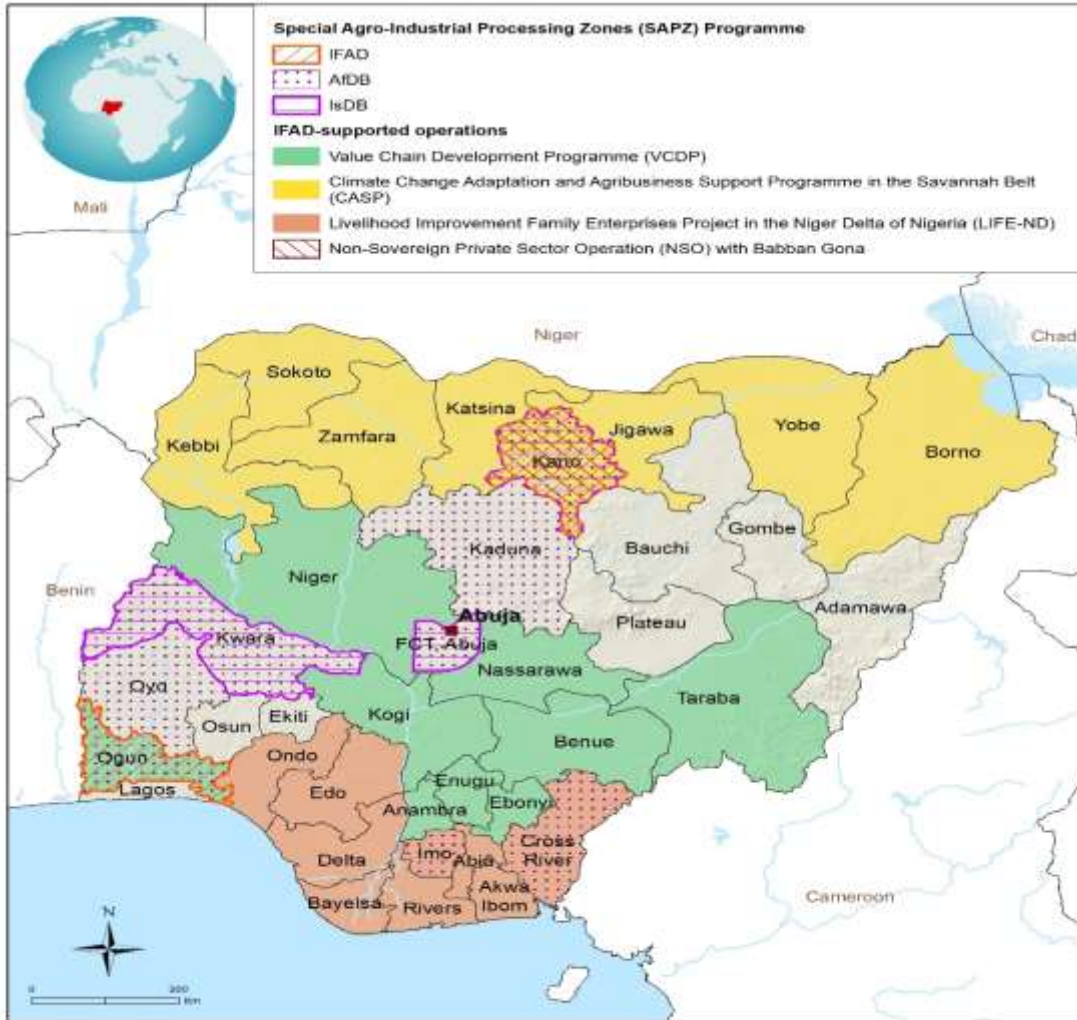 Special Agro-Industrial Processing Zones (SAPZ) Programme
IFAD
AfDB
IsDB
IFAD-supported operations
Value Chain Development Programme (VCDP)
Climate Change Adaptation and Agribusiness Support Programme in the Savannah Belt
(CASP)
Livelihood Improvement Family Enterprises Project in the Niger Delta of Nigeria (LIFE-ND)
Non-Sovereign Private Sector Operation (NSO) with Babban Gona
Mali
Niger
Chad
Sokoto
Katsina
Jigawa
Yobe
Borno
Kebbi
Zamfara
Kano
Kaduna
Bauchi
Gombe
Niger
Adamawa
Benin
Abuja
Plateau
Kwara
FCT, Abuja
Nassarawa
Taraba
Oyo
Kogi
Osun
Ekiti
Benue
Ogun
Ondo
Lagos
Edo
Enugu
Anambra
Ebonyi
Delta
Imo
Abia
Cross
River
Bayelsa
Rivers
Akwa
Ibom
Cameroon
N
0 200
Km